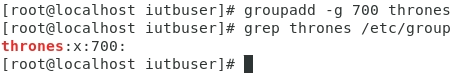 [root@localhost iutbuser]# groupadd -g 700 thrones
[root@localhost iutbuser]# grep thrones /etc/group
thrones:x:700:
[root@localhost iutbuser]#